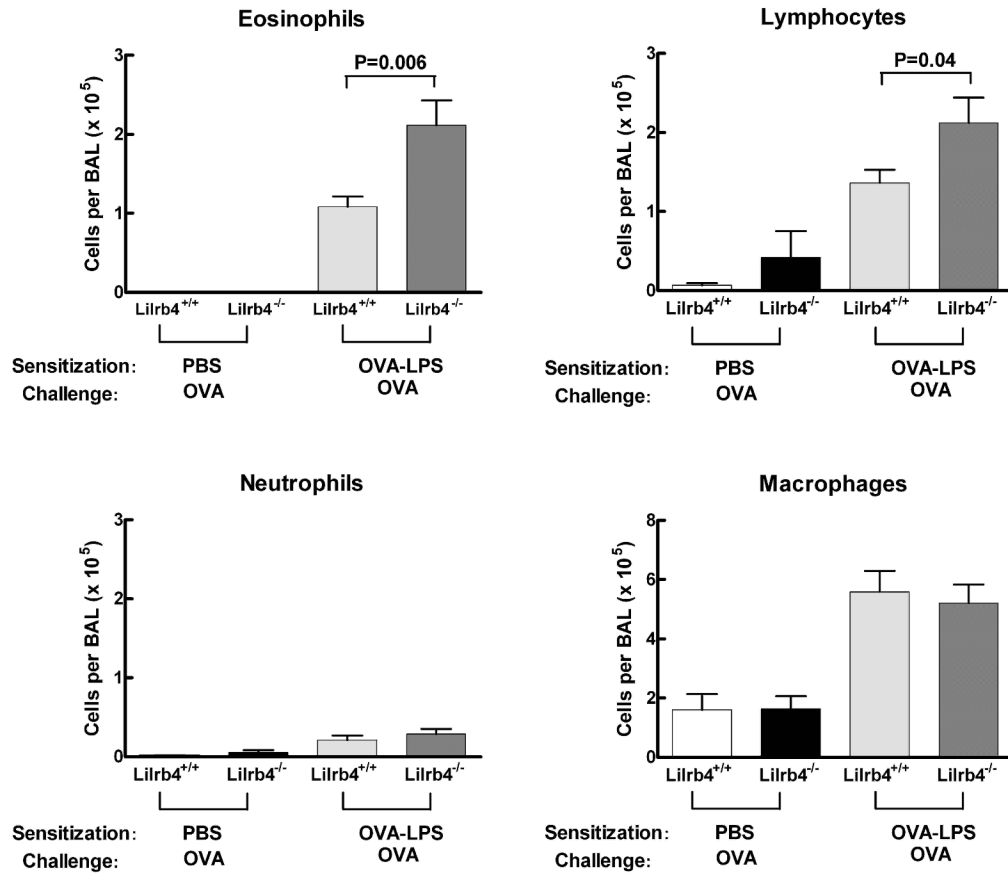 Eosinophils
Cells per BAL (x 10^5)
3
2
1
0
P=0.006
Lilrb4+/+ Lilrb4-/- Lilrb4+/+ Lilrb4-/-
Sensitization: PBS OVA-LPS
Challenge: OVA OVA
Lymphocytes
Cells per BAL (x 10^5)
3
2
1
0
P=0.04
Lilrb4+/+ Lilrb4-/- Lilrb4+/+ Lilrb4-/-
Sensitization: PBS OVA-LPS
Challenge: OVA OVA
Neutrophils
Cells per BAL (x 10^5)
3
2
1
0
Lilrb4+/+ Lilrb4-/- Lilrb4+/+ Lilrb4-/-
Sensitization: PBS OVA-LPS
Challenge: OVA OVA
Macrophages
Cells per BAL (x 10^5)
8
6
4
2
0
Lilrb4+/+ Lilrb4-/- Lilrb4+/+ Lilrb4-/-
Sensitization: PBS OVA-LPS
Challenge: OVA OVA